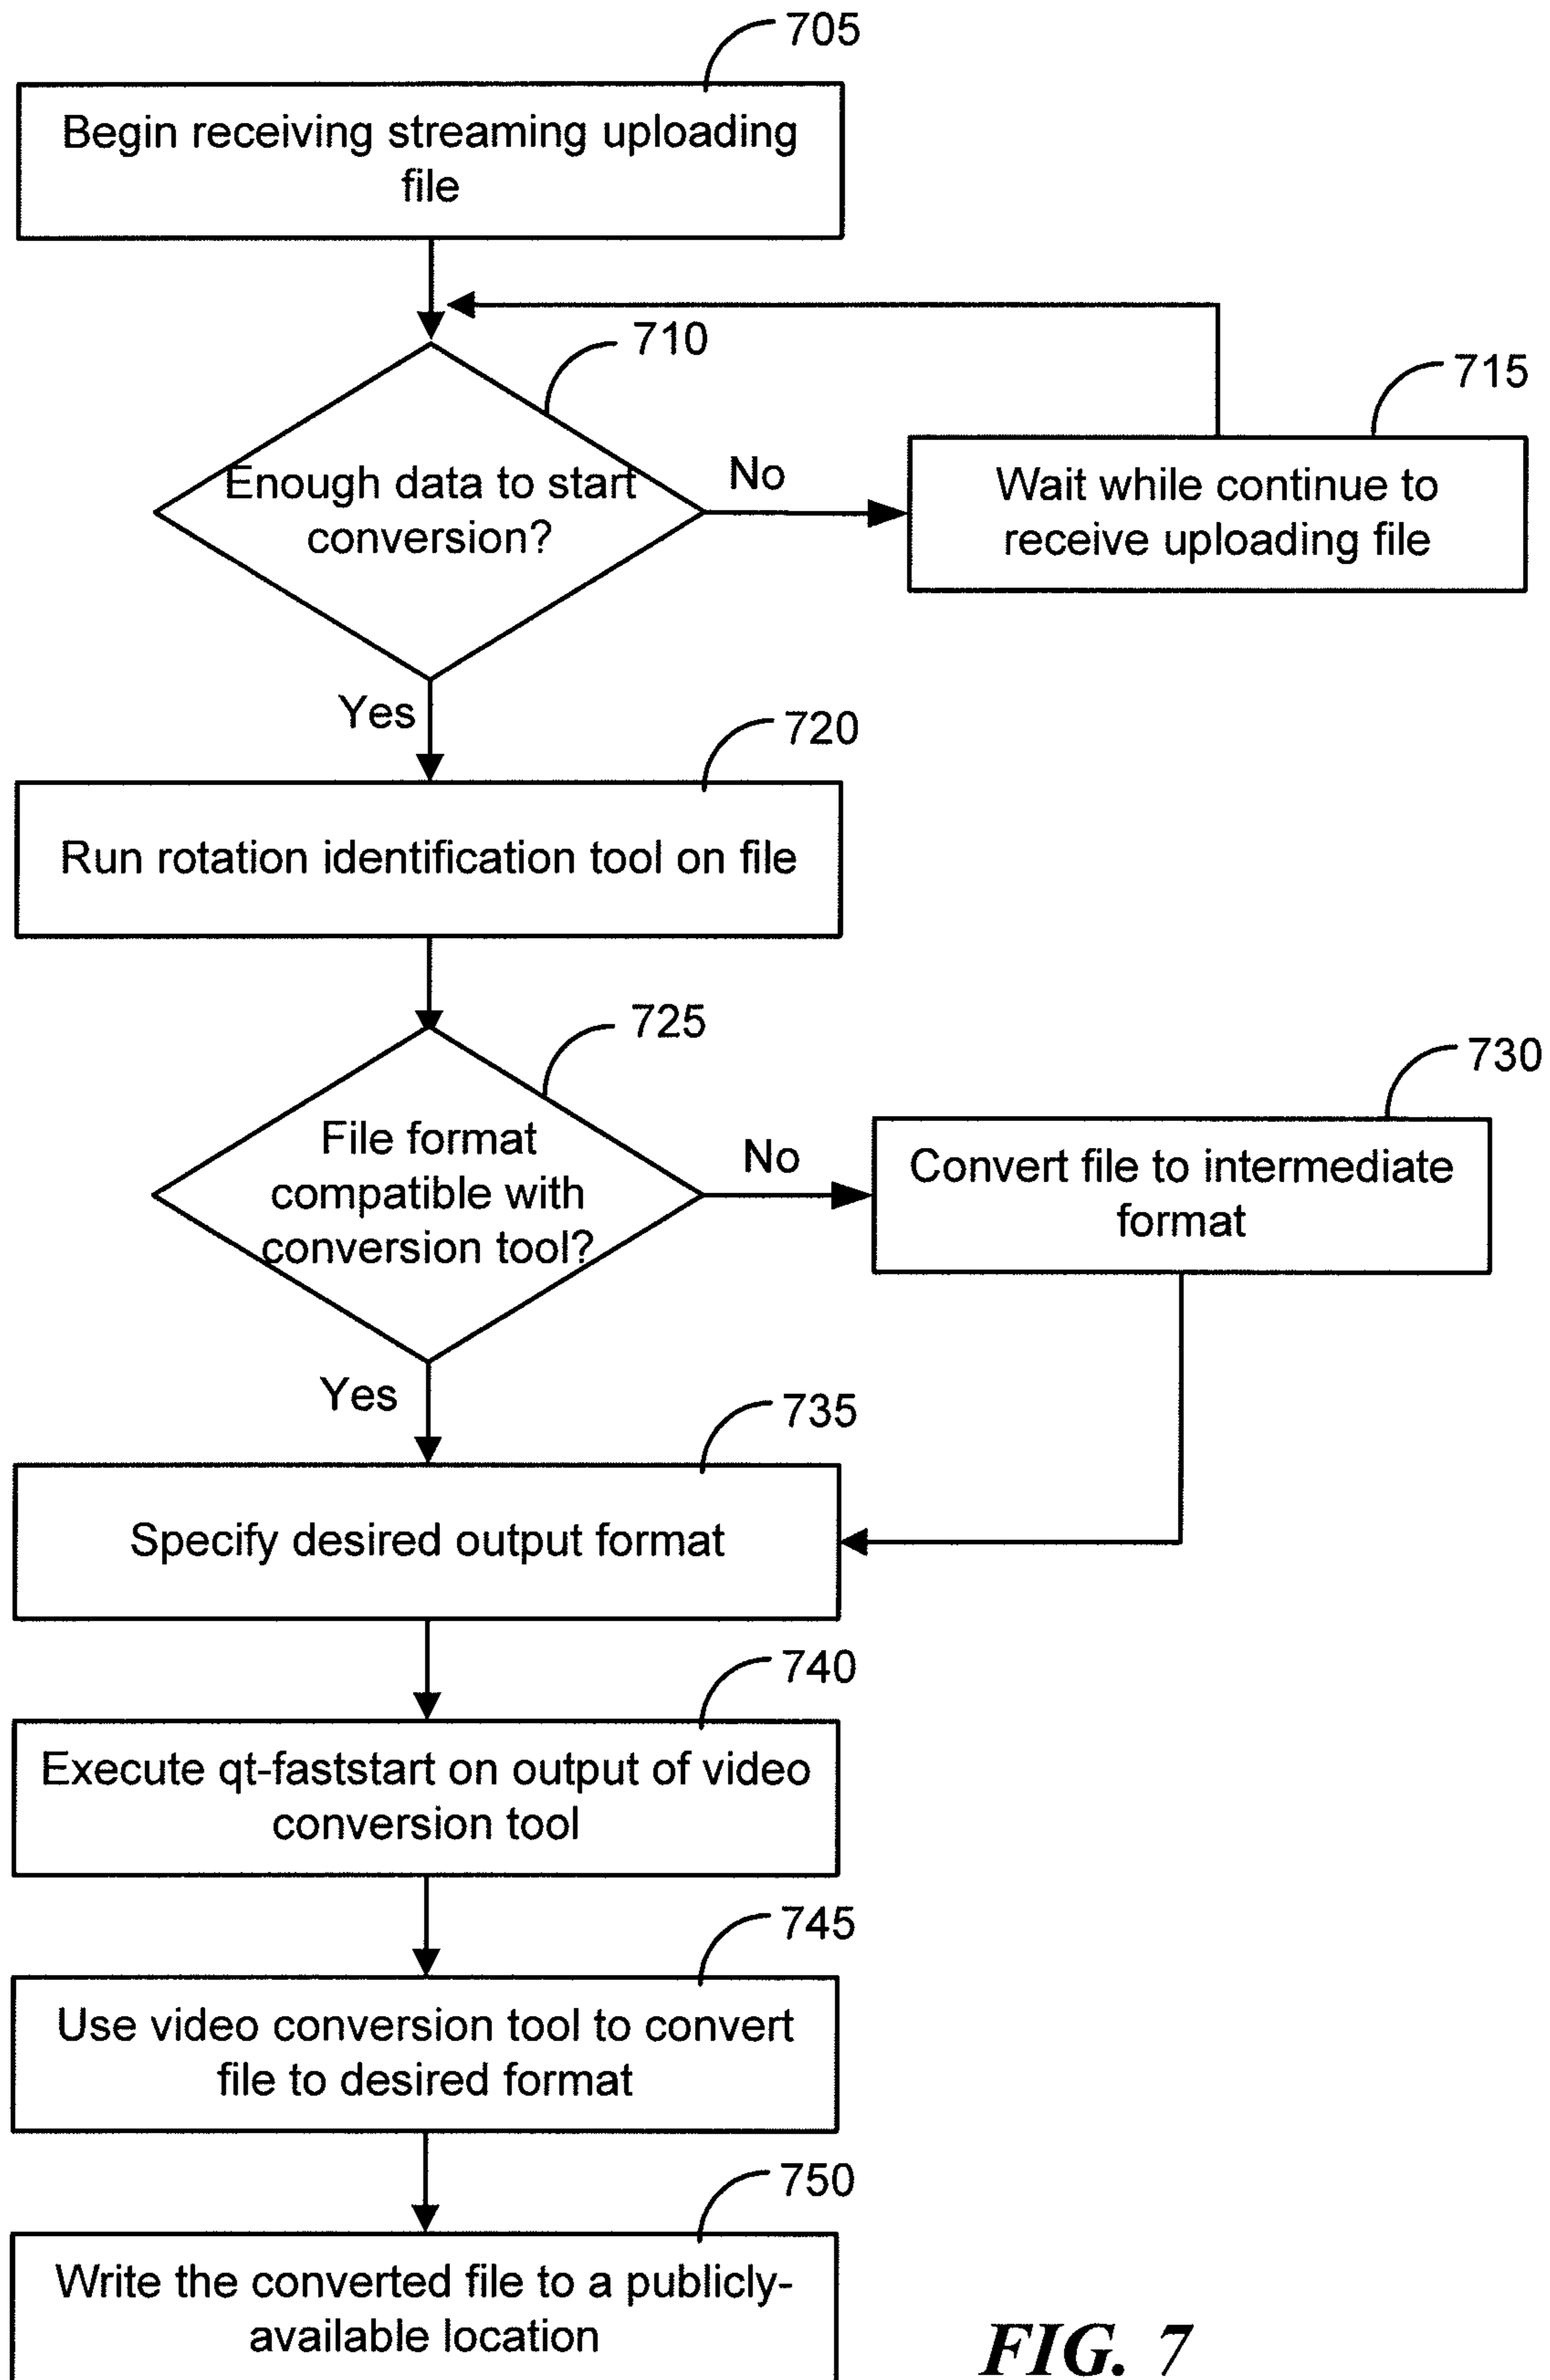 705
Begin receiving streaming uploading
file
710
Enough data to start
conversion?
No
715
Wait while continue to
receive uploading file
Yes
720
Run rotation identification tool on file
725
File format
compatible with
conversion tool?
No
730
Convert file to intermediate
format
Yes
735
Specify desired output format
740
Execute qt-faststart on output of video
conversion tool
745
Use video conversion tool to convert
file to desired format
750
Write the converted file to a publicly-
available location
FIG. 7